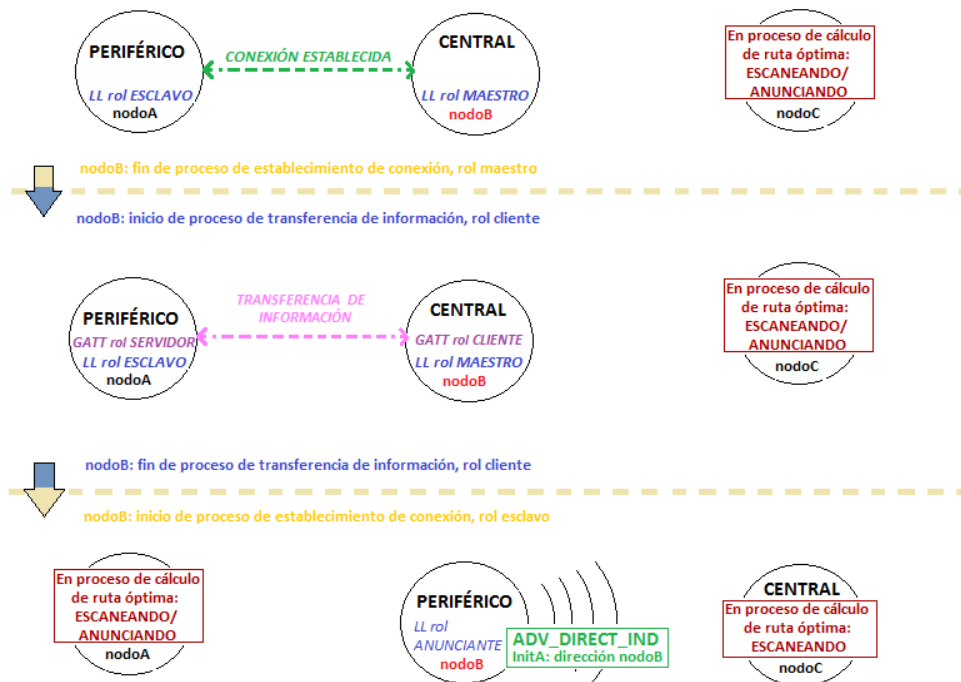 PERIFÉRICO
LL rol ESCLAVO
nodoA
CONEXIÓN ESTABLECIDA
CENTRAL
LL rol MAESTRO
nodoB
En proceso de cálculo
de ruta óptima:
ESCANEANDO/
ANUNCIANDO
nodoC
nodoB: fin de proceso de establecimiento de conexión, rol maestro
nodoB: inicio de proceso de transferencia de información, rol cliente
PERIFÉRICO
GATT rol SERVIDOR
LL rol ESCLAVO
nodoA
TRANSFERENCIA DE
INFORMACIÓN
CENTRAL
GATT rol CLIENTE
LL rol MAESTRO
nodoB
En proceso de cálculo
de ruta óptima:
ESCANEANDO/
ANUNCIANDO
nodoC
nodoB: fin de proceso de transferencia de información, rol cliente
nodoB: inicio de proceso de establecimiento de conexión, rol esclavo
En proceso de cálculo
de ruta óptima:
ESCANEANDO/
ANUNCIANDO
nodoA
PERIFÉRICO
LL rol
ANUNCIANTE
nodoB
ADV_DIRECT_IND
InitA: dirección nodoB
CENTRAL
En proceso de cálculo
de ruta óptima:
ESCANEANDO
nodoC